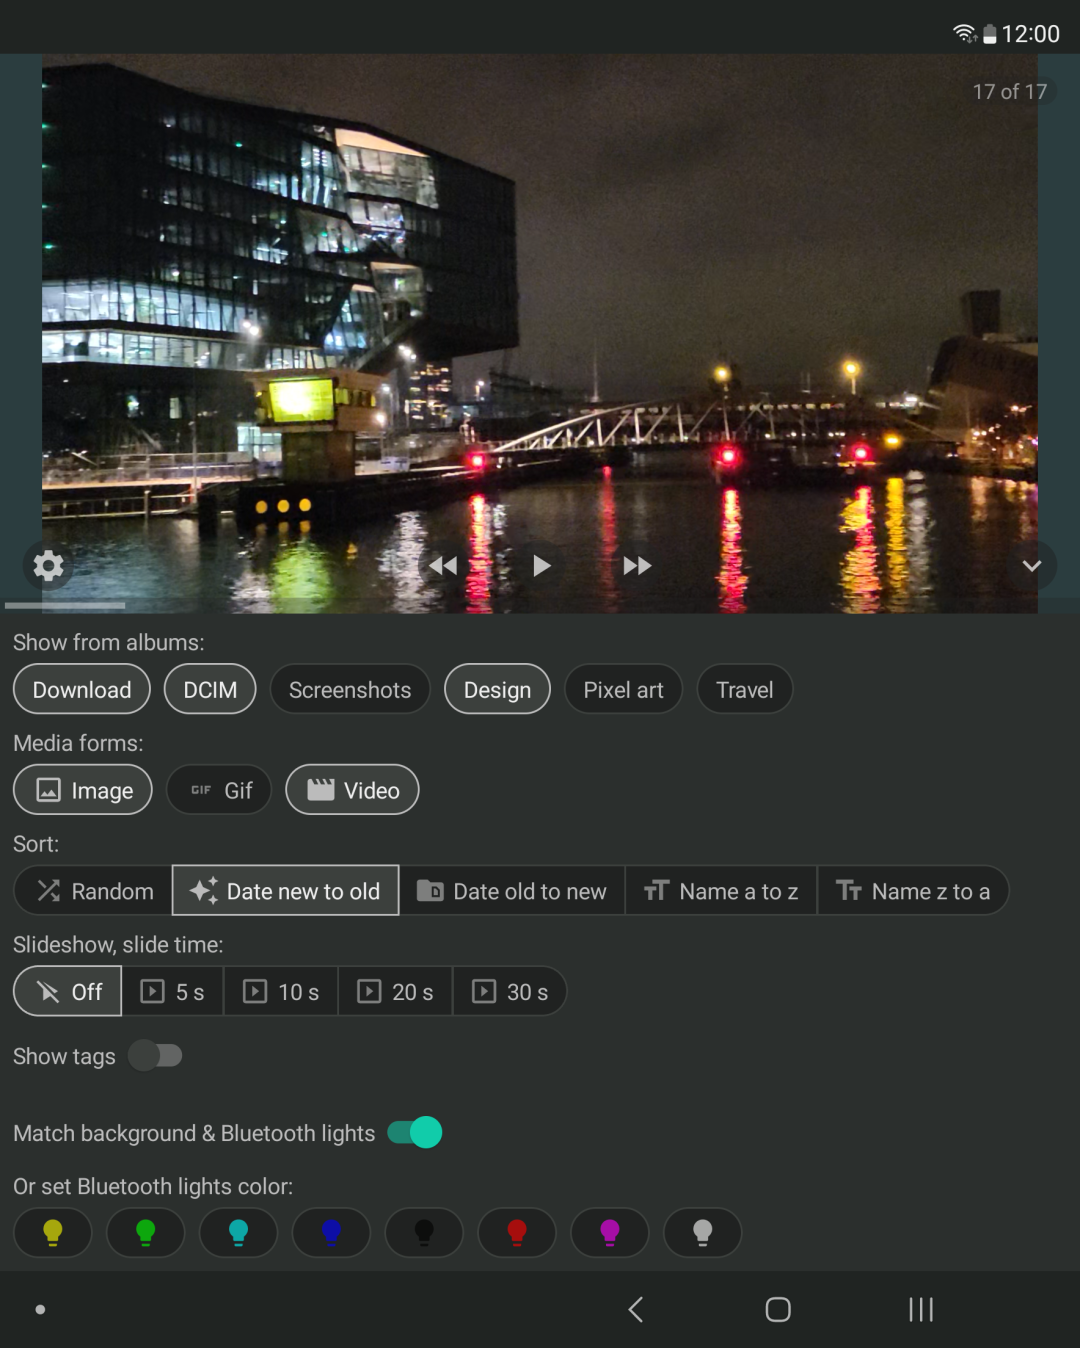 12:00
17 of 17
Show from albums:
Download DCIM Screenshots Design Pixel art Travel
Media forms:
Image GIF Gif Video
Sort:
Random Date new to old D Date old to new TT Name a to z TT Name z to a
Slideshow, slide time:
Off 5 s 10 s 20 s 30 s
Show tags
Match background & Bluetooth lights
Or set Bluetooth lights color: